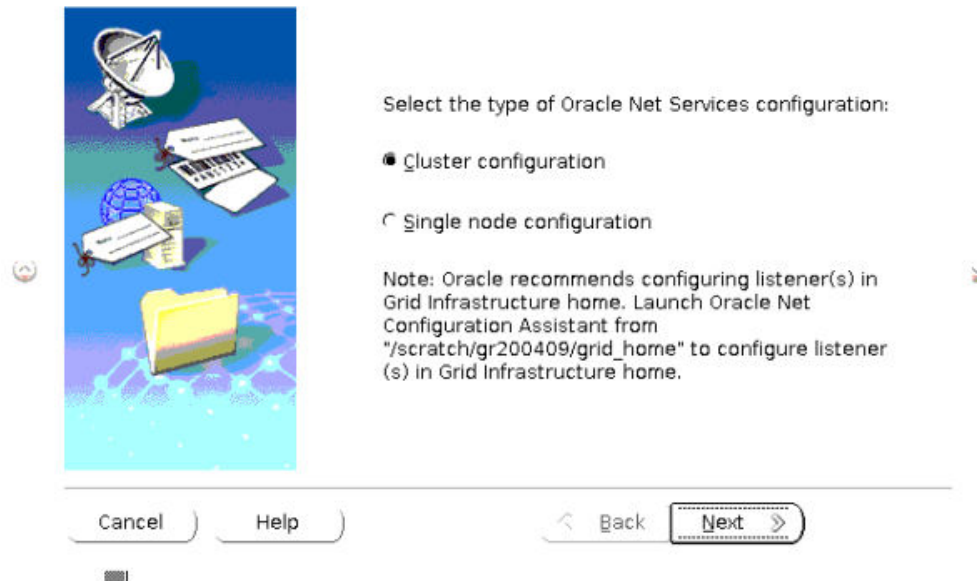 Select the type of Oracle Net Services configuration:
Cluster configuration
Single node configuration
Note: Oracle recommends configuring listener(s) in
Grid Infrastructure home. Launch Oracle Net
Configuration Assistant from
"/scratch/gr200409/grid_home" to configure listener
(s) in Grid Infrastructure home.
Cancel Help Back Next